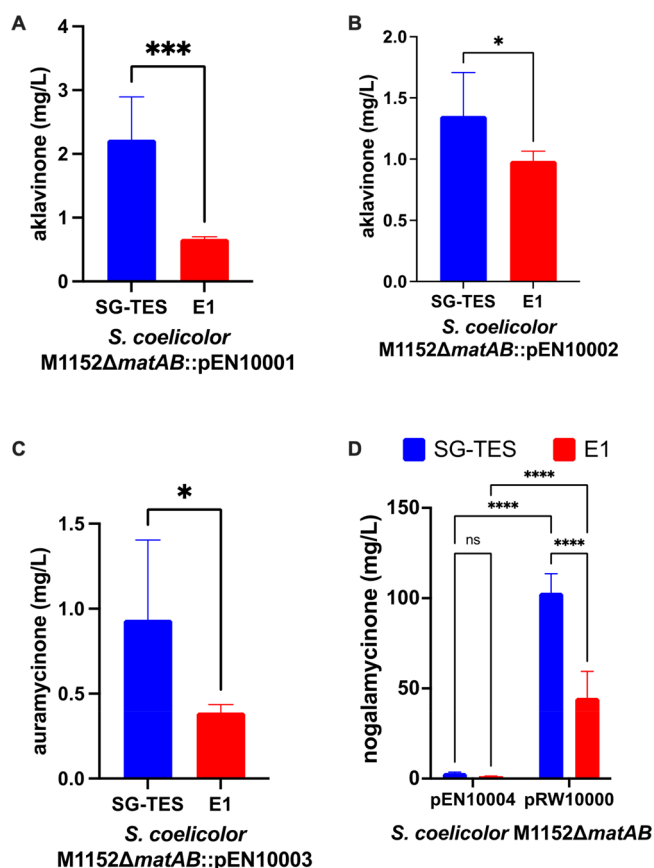 A
4
3
2
1
0
aklavinone (mg/L)
***
SG-TES E1
S. coelicolor
M1152ΔmatAB::pEN10001
B
2.0
1.5
1.0
0.5
0.0
aklavinone (mg/L)
*
SG-TES E1
S. coelicolor
M1152ΔmatAB::pEN10002
C
1.5
1.0
0.5
0.0
auramycinone (mg/L)
*
SG-TES E1
S. coelicolor
M1152ΔmatAB::pEN10003
D
SG-TES E1
150
100
50
0
nogalamycinone (mg/L)
****
****
ns
****
pEN10004 pRW10000
S. coelicolor M1152ΔmatAB